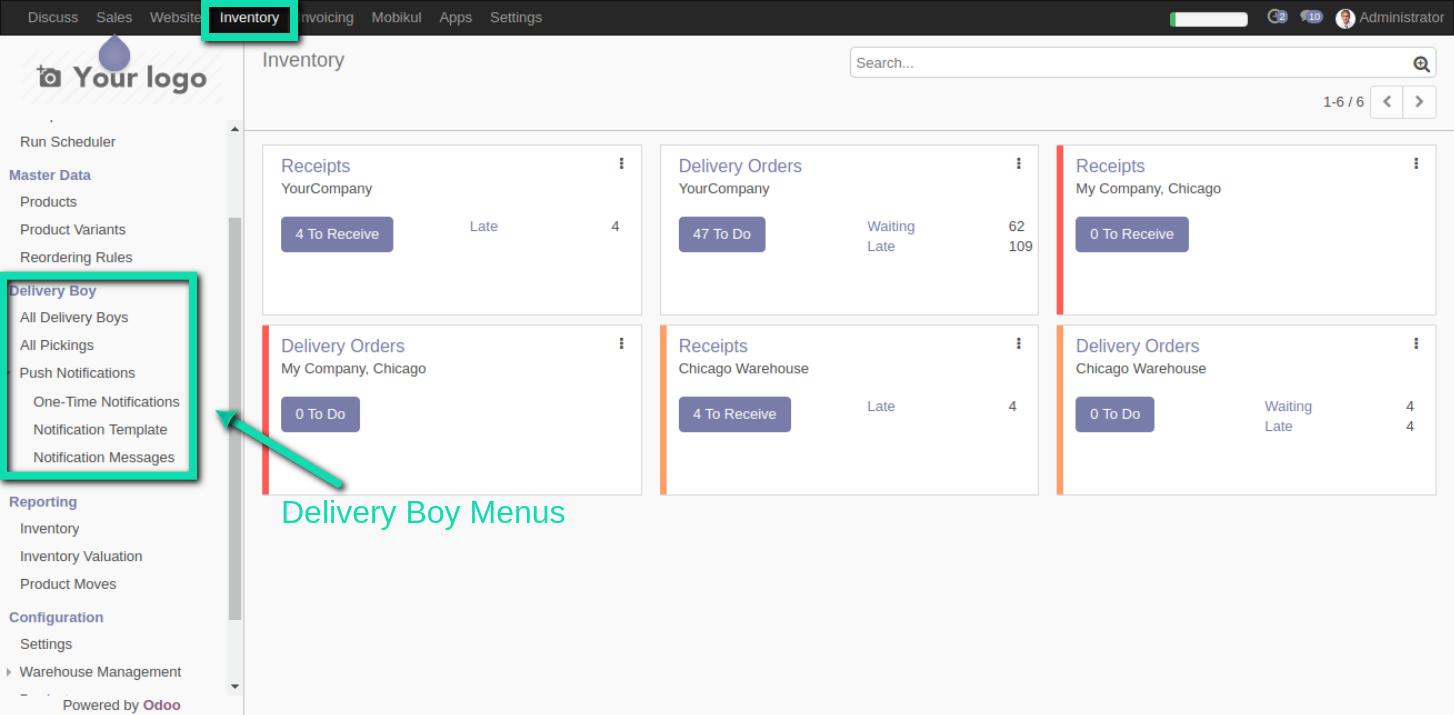 Discuss Sales Website Inventory Invoicing Mobikul Apps Settings 2 10 Administrator
Your logo
Inventory
Search...
1-6 / 6
Run Scheduler
Master Data
Products
Product Variants
Reordering Rules
Delivery Boy
All Delivery Boys
All Pickings
Push Notifications
One-Time Notifications
Notification Template
Notification Messages
Reporting
Inventory
Inventory Valuation
Product Moves
Configuration
Settings
Warehouse Management
Powered by Odoo
Receipts
YourCompany
4 To Receive
Late 4
Delivery Orders
YourCompany
47 To Do
Waiting 62
Late 109
Receipts
My Company, Chicago
0 To Receive
Delivery Orders
My Company, Chicago
0 To Do
Receipts
Chicago Warehouse
4 To Receive
Late 4
Delivery Orders
Chicago Warehouse
0 To Do
Waiting 4
Late 4
Delivery Boy Menus